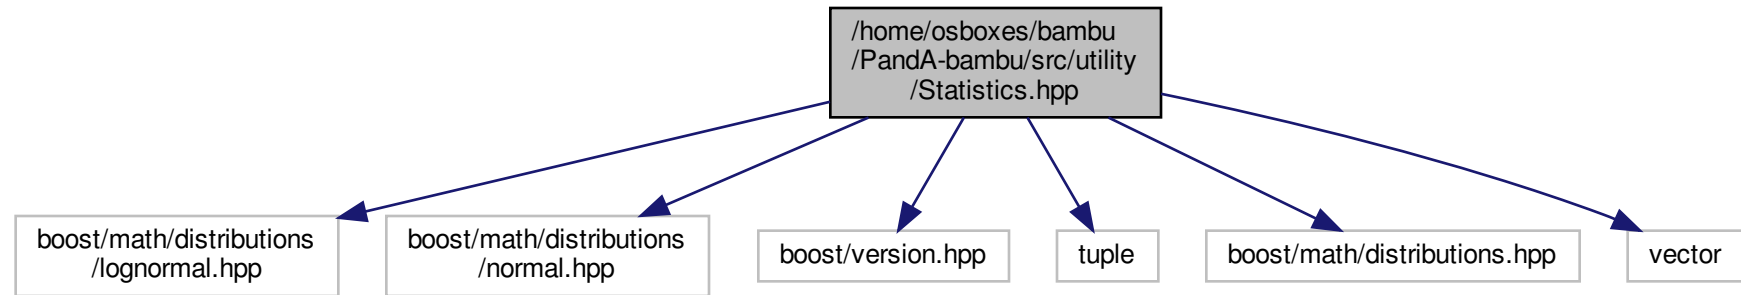 /home/osboxes/bambu
/PandA-bambu/src/utility
/Statistics.hpp
boost/math/distributions
/lognormal.hpp
boost/math/distributions
/normal.hpp
boost/version.hpp
tuple
boost/math/distributions.hpp
vector